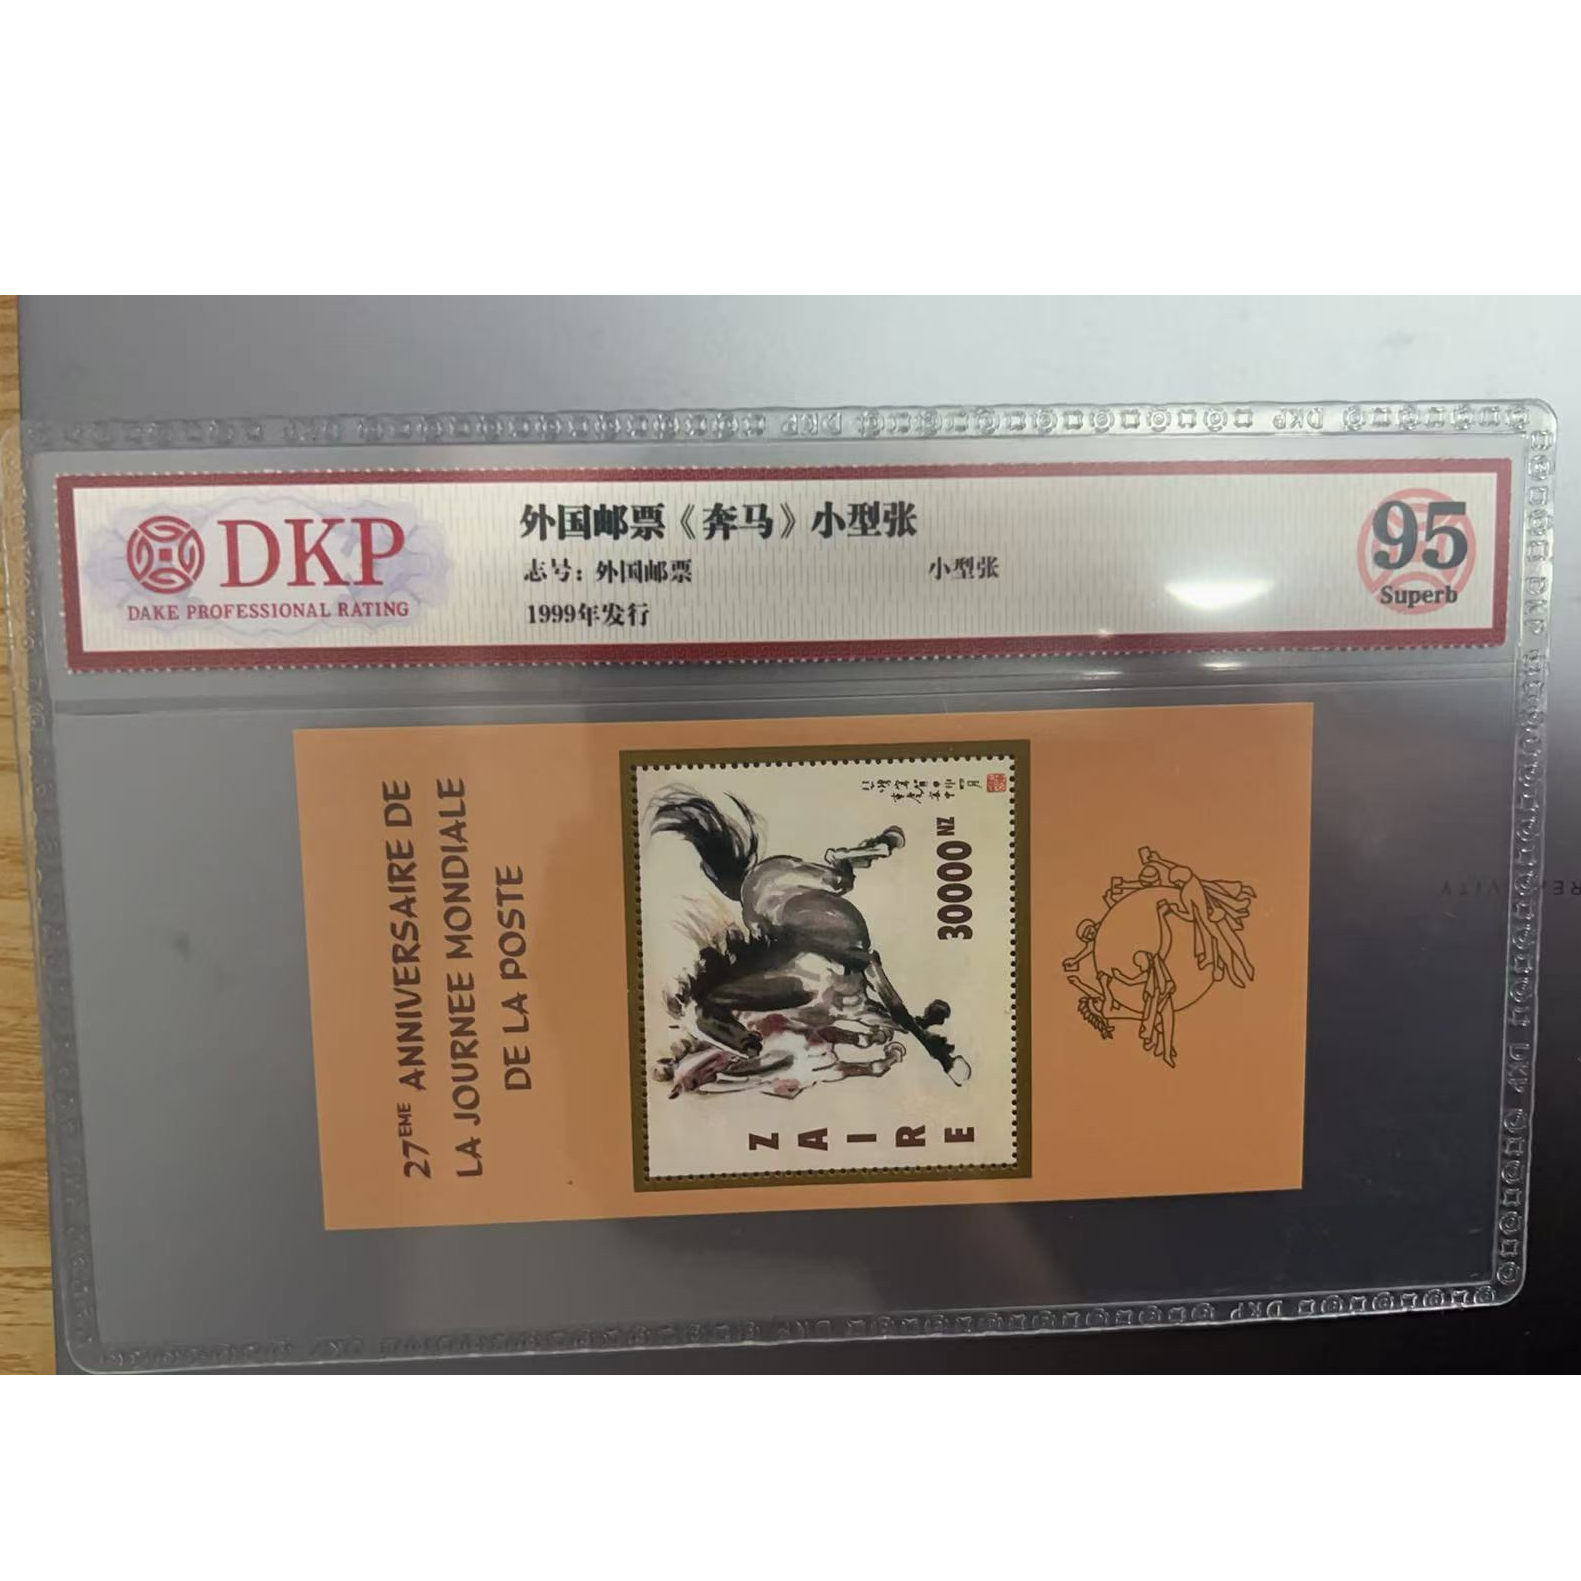 DKP
DAKE PROFESSIONAL RATING
外国邮票《奔马》小型张
志号：外国邮票 小型张
1999年发行
95
Superb
27EME ANNIVERSAIRE DE
LA JOURNEE MONDIALE
DE LA POSTE
ZAIRE
30000NZ